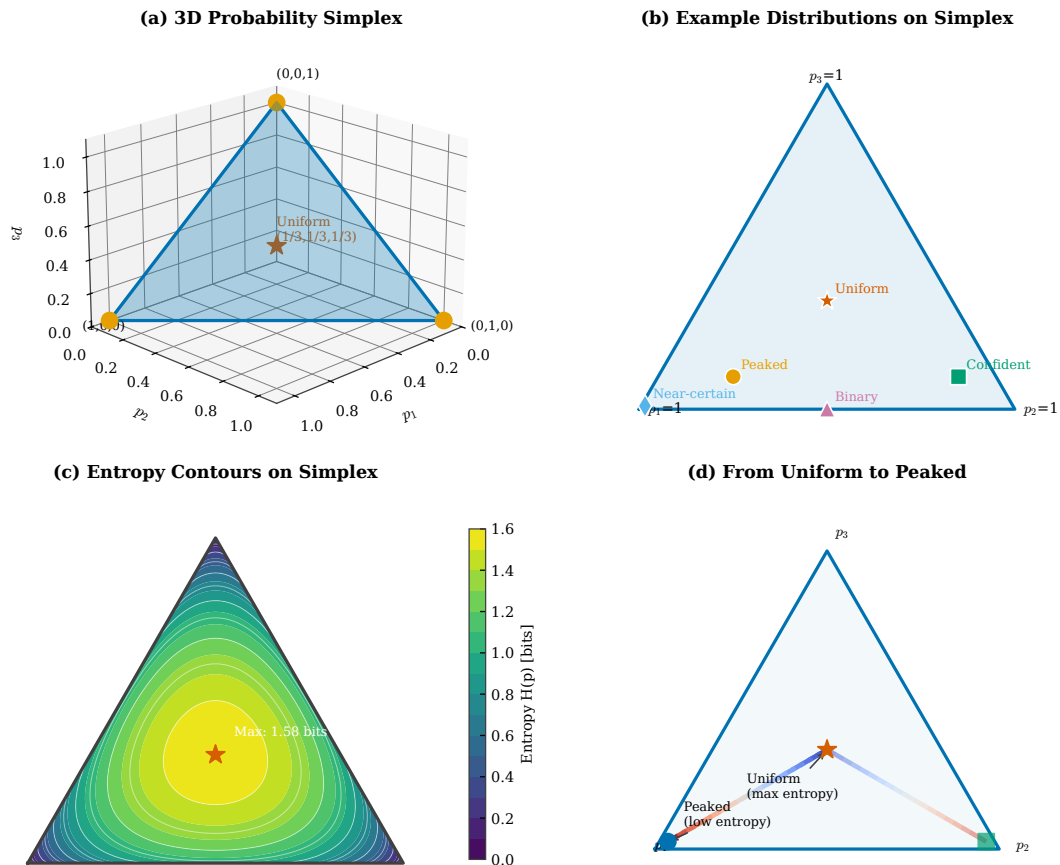 (a) 3D Probability Simplex
(0,0,1)
1.0
0.8
0.6
0.4
0.2
0.0
p₃
Uniform
(1/3,1/3,1/3)
(1,0,0)
(0,1,0)
0.0
0.2
0.4
0.6
0.8
1.0
p₂
0.0
0.2
0.4
0.6
0.8
1.0
p₁
(b) Example Distributions on Simplex
p₃=1
Uniform
Peaked
Confident
Near-certain
Binary
p₁=1
p₂=1
(c) Entropy Contours on Simplex
Max: 1.58 bits
1.6
1.4
1.2
1.0
0.8
0.6
0.4
0.2
0.0
Entropy H(p) [bits]
(d) From Uniform to Peaked
p₃
Uniform
(max entropy)
Peaked
(low entropy)
p₂